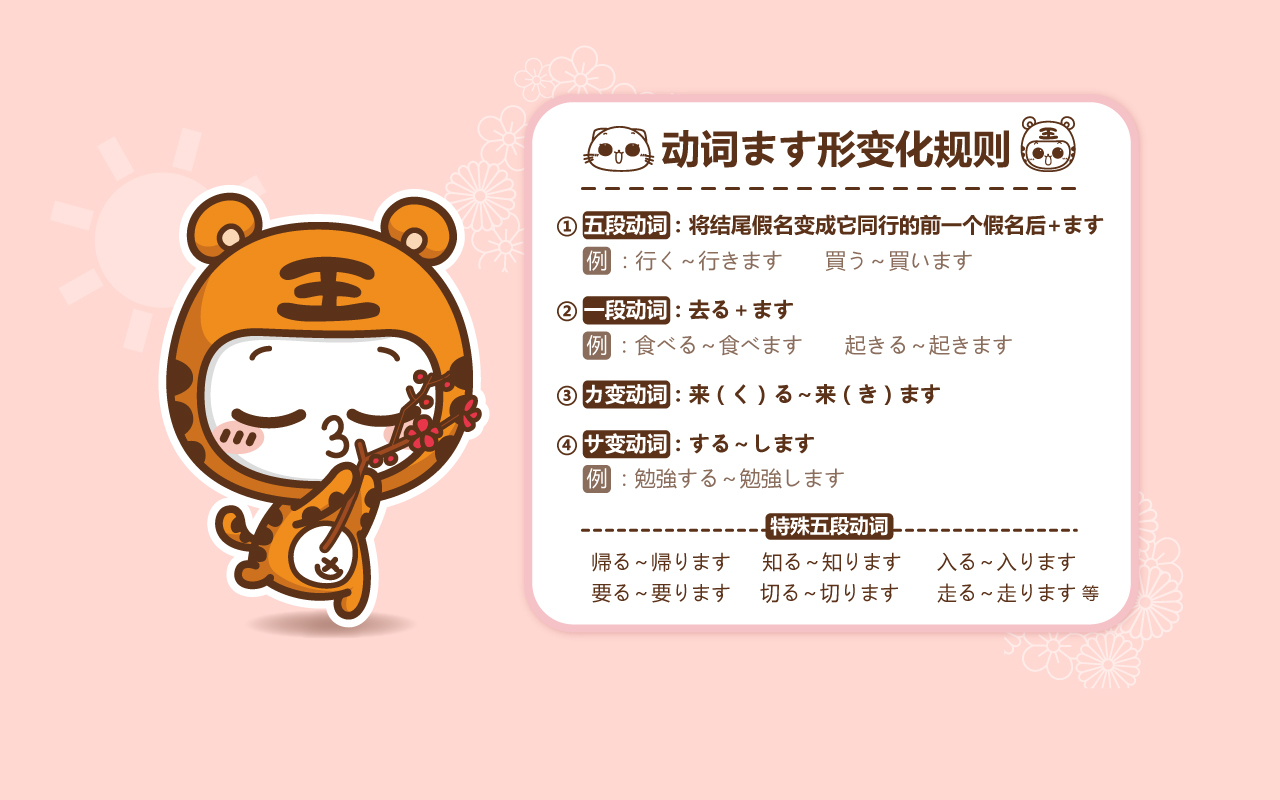 动词ます形变化规则
① 五段动词：将结尾假名变成它同行的前一个假名后+ます
例：行く～行きます 買う～買います
② 一段动词：去る+ます
例：食べる～食べます 起きる～起きます
③ カ变动词：来（く）る～来（き）ます
④ サ变动词：する～します
例：勉強する～勉強します
特殊五段动词
帰る～帰ります 知る～知ります 入る～入ります
要る～要ります 切る～切ります 走る～走ります 等
王